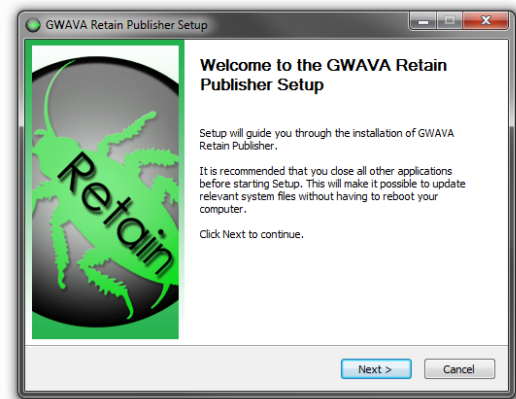 GWAVA Retain Publisher Setup
Welcome to the GWAVA Retain
Publisher Setup
Setup will guide you through the installation of GWAVA
Retain Publisher.
It is recommended that you close all other applications
before starting Setup. This will make it possible to update
relevant system files without having to reboot your
computer.
Click Next to continue.
Retain
Next >
Cancel